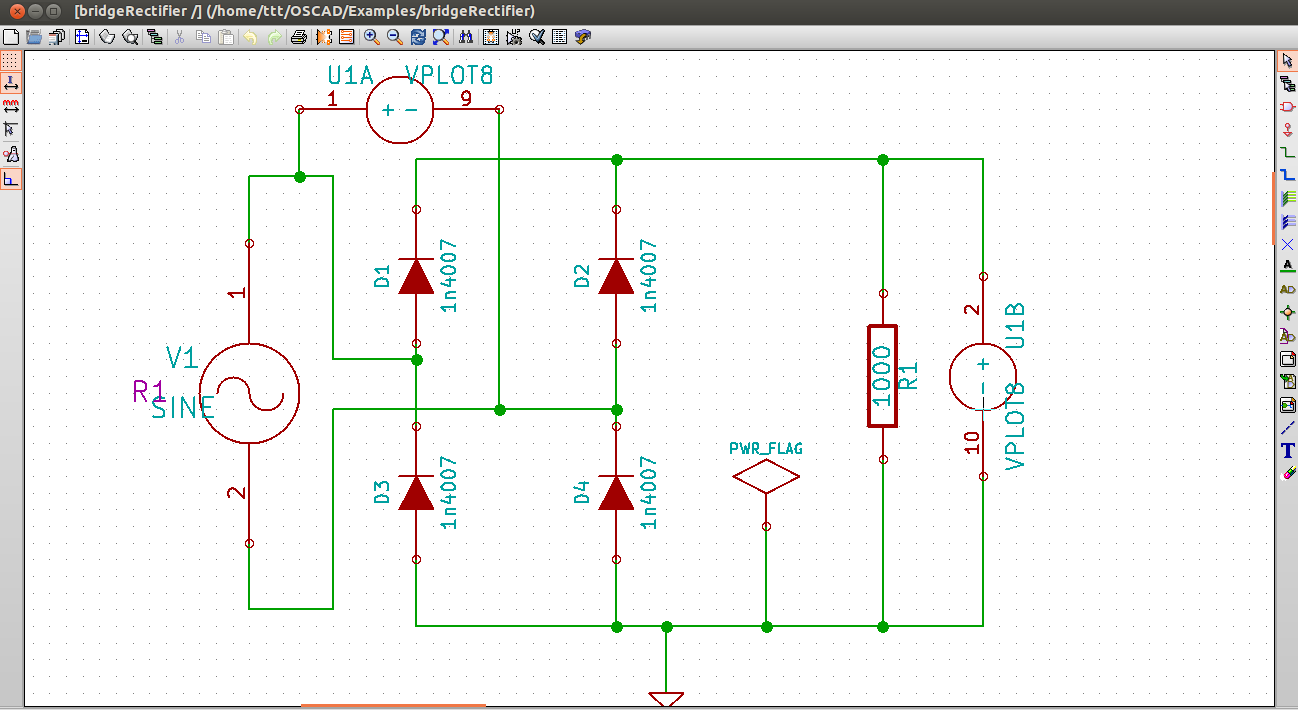 [bridgeRectifier /] (/home/ttt/OSCAD/Examples/bridgeRectifier)
U1A VPLOT8
1 9
+ -
D1 1n4007
D2 1n4007
1
V1
R1
SINE
2
1000 R1
2
U1B
+
-
VPLOT8
10
PWR_FLAG
D3 1n4007
D4 1n4007